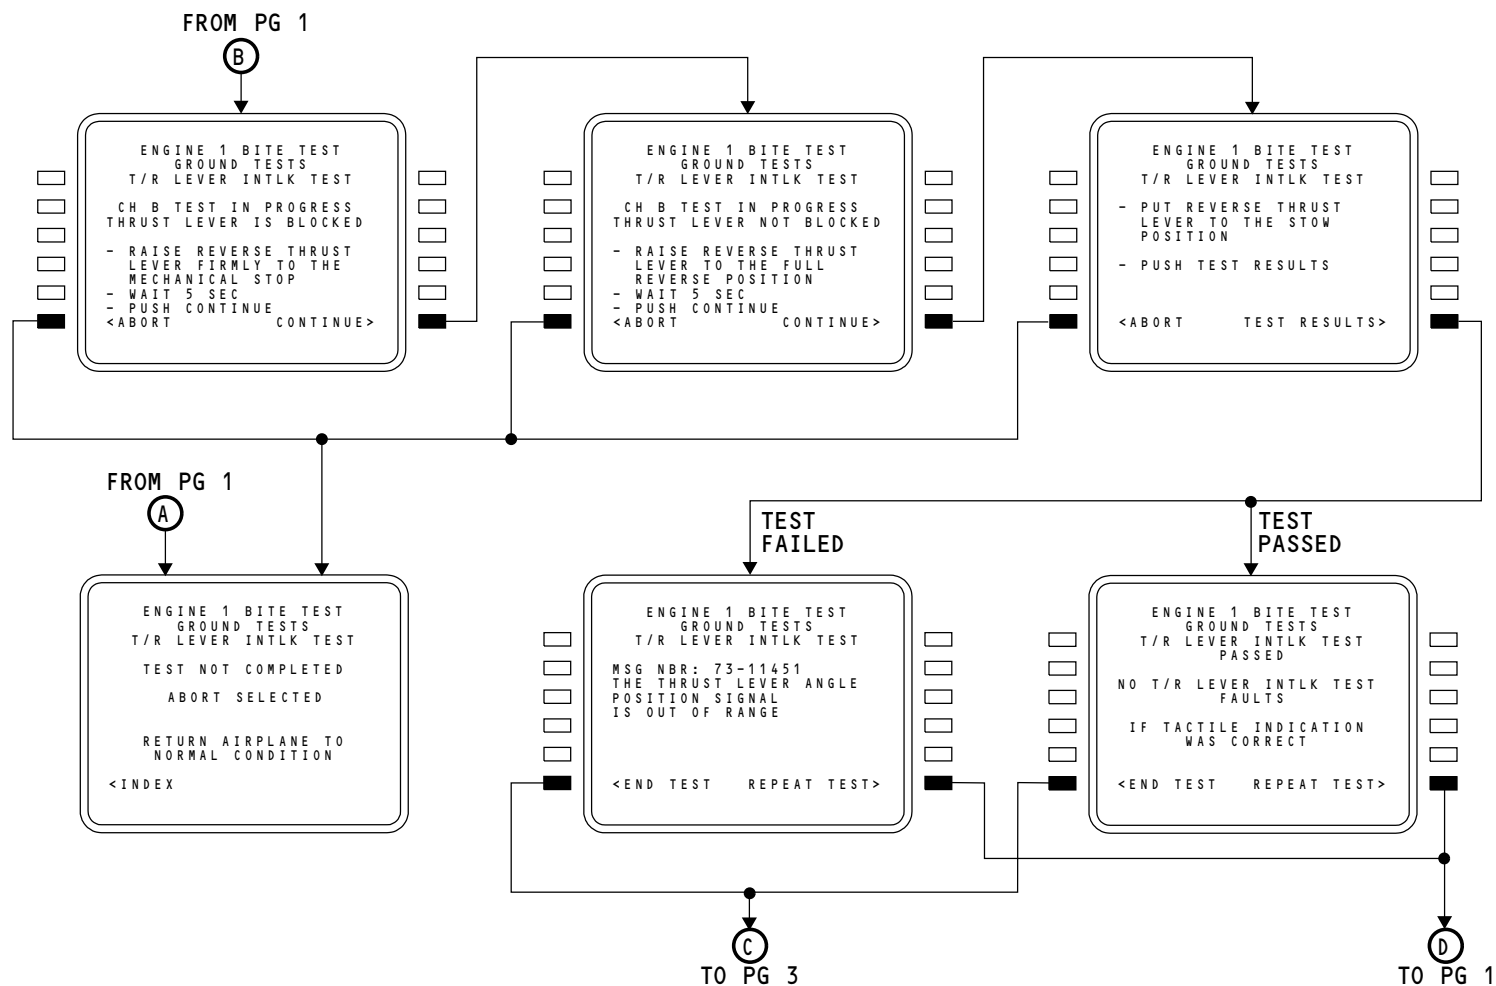 FROM PG 1
B
ENGINE 1 BITE TEST
GROUND TESTS
T/R LEVER INTLK TEST
CH B TEST IN PROGRESS
THRUST LEVER IS BLOCKED
- RAISE REVERSE THRUST
LEVER FIRMLY TO THE
MECHANICAL STOP
- WAIT 5 SEC
- PUSH CONTINUE
<ABORT CONTINUE>
ENGINE 1 BITE TEST
GROUND TESTS
T/R LEVER INTLK TEST
CH B TEST IN PROGRESS
THRUST LEVER NOT BLOCKED
- RAISE REVERSE THRUST
LEVER TO THE FULL
REVERSE POSITION
- WAIT 5 SEC
- PUSH CONTINUE
<ABORT CONTINUE>
ENGINE 1 BITE TEST
GROUND TESTS
T/R LEVER INTLK TEST
- PUT REVERSE THRUST
LEVER TO THE STOW
POSITION
- PUSH TEST RESULTS
<ABORT TEST RESULTS>
FROM PG 1
A
ENGINE 1 BITE TEST
GROUND TESTS
T/R LEVER INTLK TEST
TEST NOT COMPLETED
ABORT SELECTED
RETURN AIRPLANE TO
NORMAL CONDITION
<INDEX
TEST
FAILED
ENGINE 1 BITE TEST
GROUND TESTS
T/R LEVER INTLK TEST
MSG NBR: 73-11451
THE THRUST LEVER ANGLE
POSITION SIGNAL
IS OUT OF RANGE
<END TEST REPEAT TEST>
TEST
PASSED
ENGINE 1 BITE TEST
GROUND TESTS
T/R LEVER INTLK TEST
PASSED
NO T/R LEVER INTLK TEST
FAULTS
IF TACTILE INDICATION
WAS CORRECT
<END TEST REPEAT TEST>
C
TO PG 3
D
TO PG 1